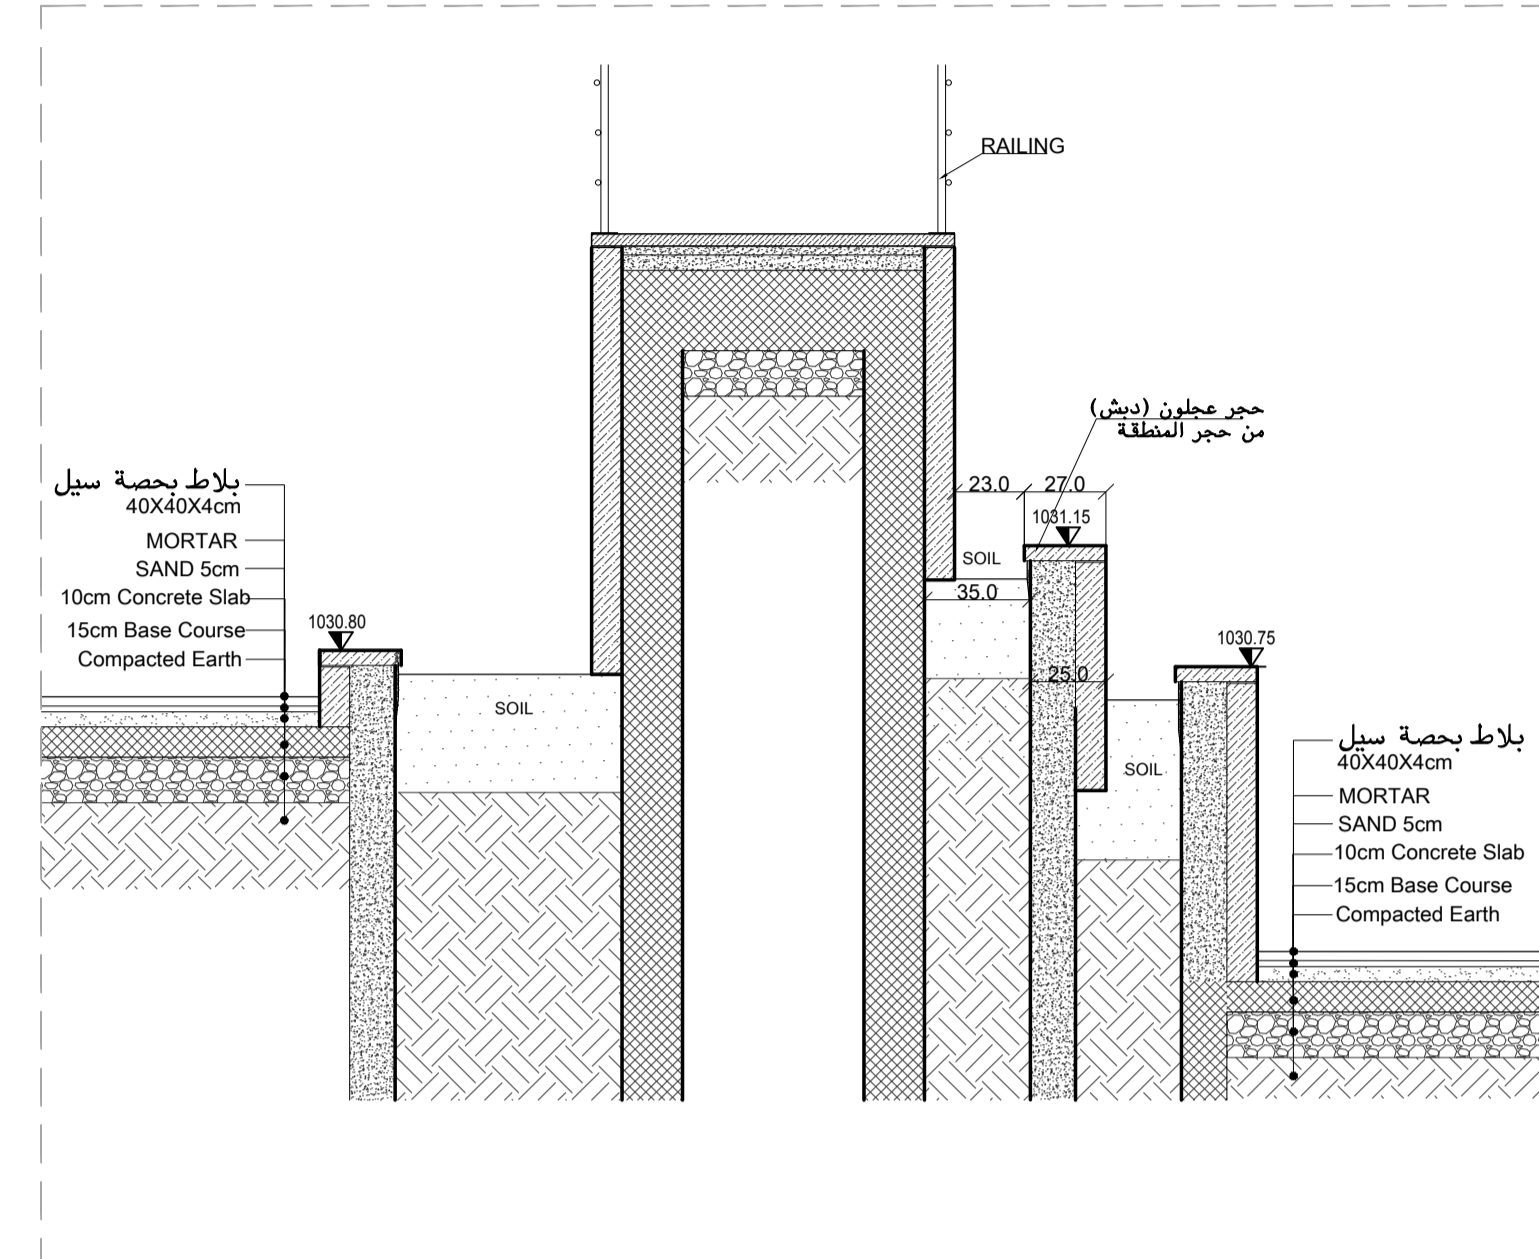 RAILING
حجر عجلون (دبش)
من حجر المنطقة
23.0
27.0
1031.15
SOIL
35.0
25.0
بلاط بحصة سيل
40X40X4cm
MORTAR
SAND 5cm
10cm Concrete Slab
15cm Base Course
Compacted Earth
1030.80
SOIL
1030.75
SOIL
بلاط بحصة سيل
40X40X4cm
MORTAR
SAND 5cm
10cm Concrete Slab
15cm Base Course
Compacted Earth